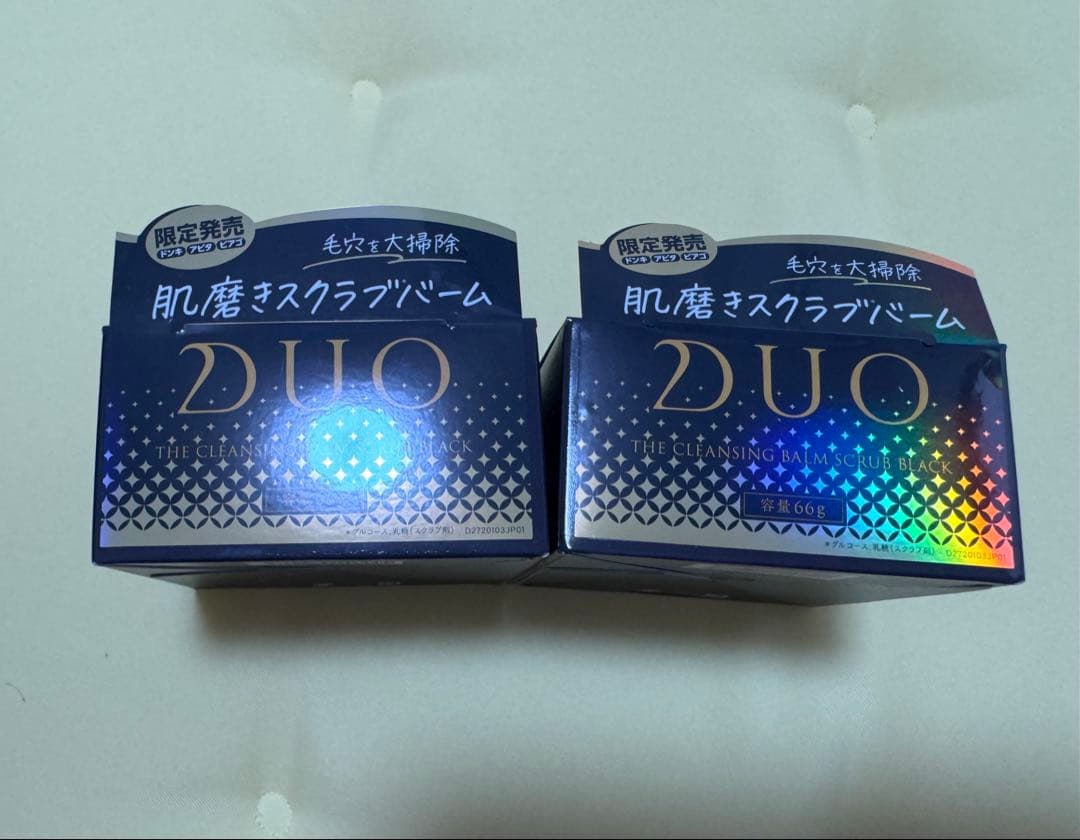 限定発売
ドンキ アピタ ピアゴ
毛穴を大掃除
肌磨きスクラブバーム
DUO
THE CLEANSING BLACK
*グルコース、乳糖(スクラブ剤) D2720103JP01
限定発売
ドンキ アピタ ピアゴ
毛穴を大掃除
肌磨きスクラブバーム
DUO
THE CLEANSING BALM SCRUB BLACK
容量66g
*グルコース、乳糖(スクラブ剤) D2720103JP01